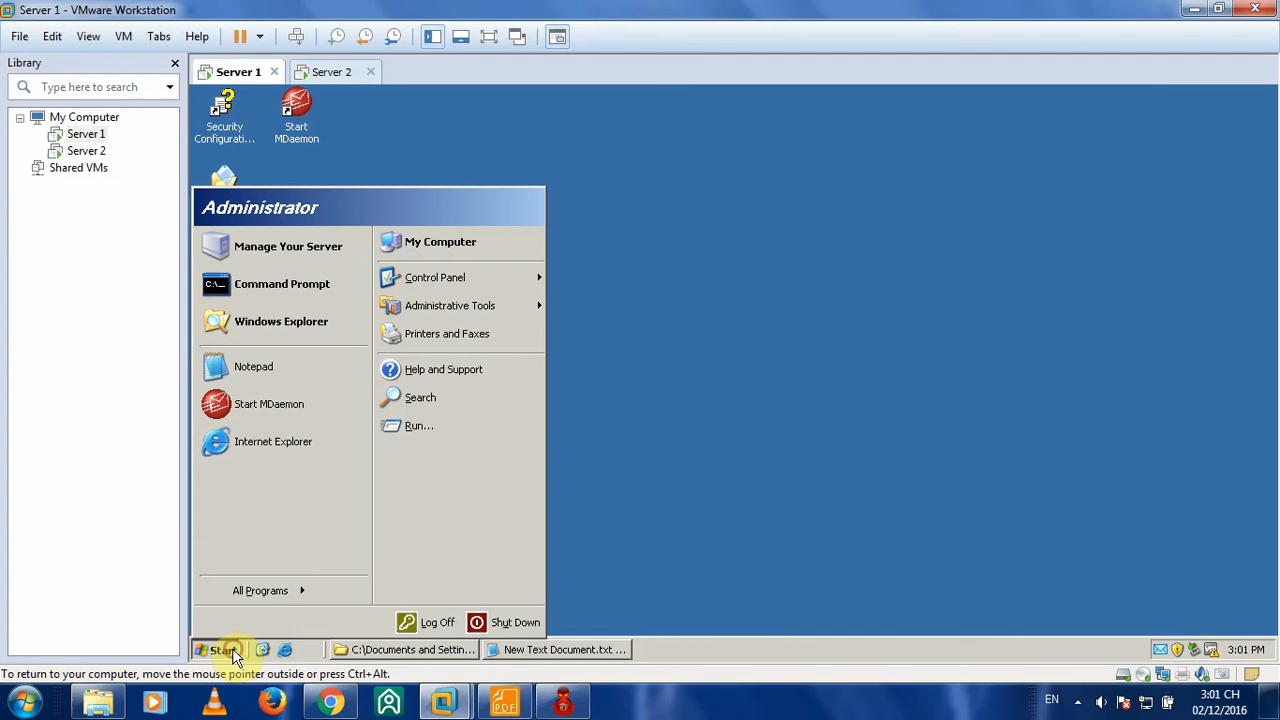 Server 1 - VMware Workstation
File Edit View VM Tabs Help
Library
Type here to search
My Computer
Server 1
Server 2
Shared VMs
Server 1
Server 2
Security
Configurati...
Start
MDaemon
Administrator
Manage Your Server
Command Prompt
Windows Explorer
Notepad
Start MDaemon
Internet Explorer
All Programs
My Computer
Control Panel
Administrative Tools
Printers and Faxes
Help and Support
Search
Run...
Log Off
Shut Down
Start
C:\Documents and Settin...
New Text Document.txt ...
3:01 PM
To return to your computer, move the mouse pointer outside or press Ctrl+Alt.
PDF
EN
3:01 CH
02/12/2016